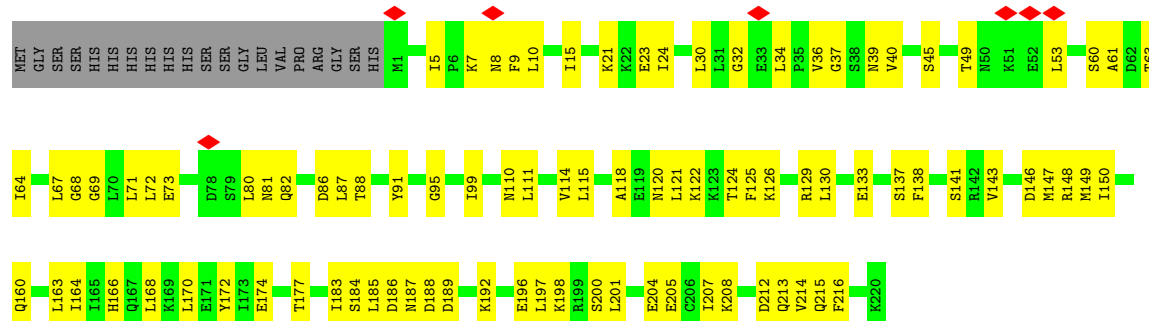 MET GLY SER SER HIS HIS HIS HIS HIS HIS SER SER GLY LEU VAL PRO ARG GLY SER HIS M1 I5 P6 K7 N8 F9 L10 I15 K21 K22 E23 I24 L30 L31 G32 E33 L34 P35 V36 G37 S38 N39 V40 S45 T49 N50 K51 E52 L53 S60 A61 D62 T63
I64 L67 G68 G69 L70 L71 L72 E73 D78 S79 L80 N81 Q82 D86 L87 T88 Y91 G95 I99 N110 L111 V114 L115 A118 E119 N120 L121 K122 K123 T124 F125 K126 R129 L130 E133 S137 F138 S141 R142 V143 D146 M147 R148 M149 I150
Q160 L163 I164 I165 H166 Q167 L168 K169 L170 E171 Y172 I173 E174 T177 I183 S184 L185 D186 N187 D188 D189 K192 E196 L197 K198 R199 S200 L201 E204 E205 C206 I207 K208 D212 Q213 V214 Q215 F216 K220